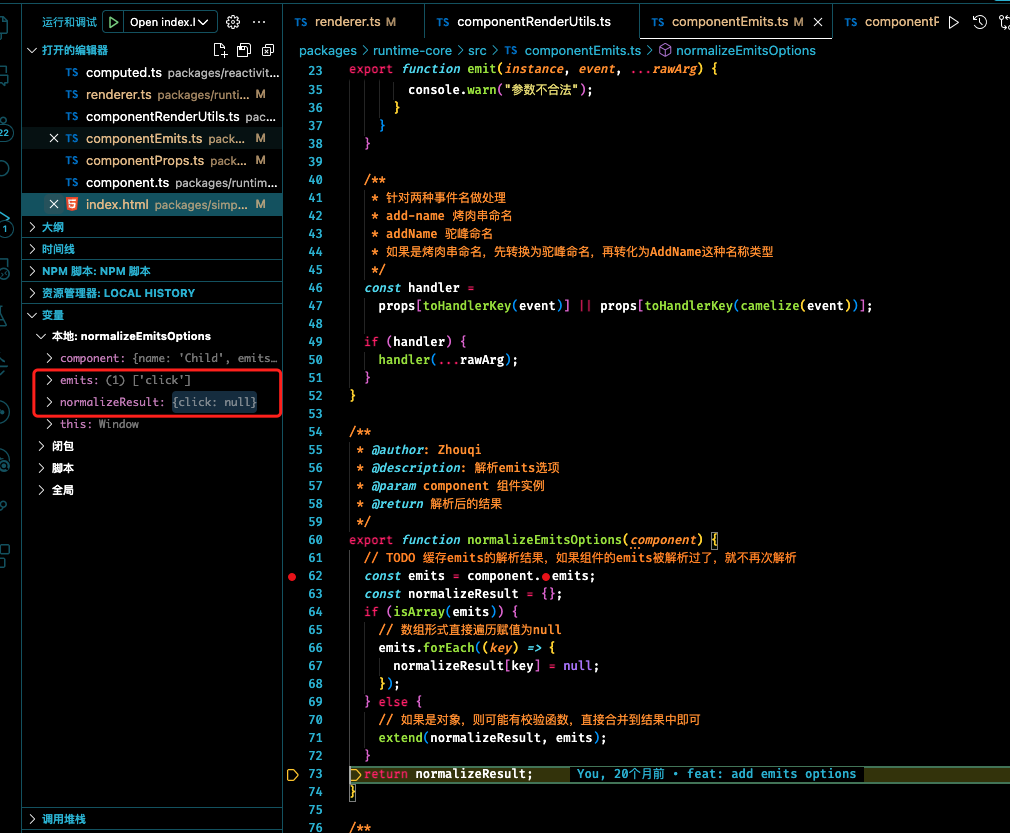 运行和调试 Open index.l
打开的编辑器
TS computed.ts packages/reactivit...
TS renderer.ts packages/runti... M
TS componentRenderUtils.ts pac...
TS componentEmits.ts pack... M
TS componentProps.ts pack... M
TS component.ts packages/runtim...
index.html packages/simp... M
大纲
时间线
NPM 脚本: NPM 脚本
资源管理器: LOCAL HISTORY
变量
本地: normalizeEmitsOptions
component: {name: 'Child', emits...
emits: (1) ['click']
normalizeResult: {click: null}
this: Window
闭包
脚本
全局
调用堆栈
22
1
TS renderer.ts M
TS componentRenderUtils.ts
TS componentEmits.ts M
TS componentP
packages > runtime-core > src > TS componentEmits.ts > normalizeEmitsOptions
23 export function emit(instance, event, ...rawArg) {
35 console.warn("参数不合法");
36 }
37 }
38 }
39
40 /**
41 * 针对两种事件名做处理
42 * add-name 烤肉串命名
43 * addName 驼峰命名
44 * 如果是烤肉串命名，先转换为驼峰命名，再转化为AddName这种名称类型
45 */
46 const handler =
47 props[toHandlerKey(event)] || props[toHandlerKey(camelize(event))];
48
49 if (handler) {
50 handler(...rawArg);
51 }
52 }
53
54 /**
55 * @author: Zhouqi
56 * @description: 解析emits选项
57 * @param component 组件实例
58 * @return 解析后的结果
59 */
60 export function normalizeEmitsOptions(component) {
61 // TODO 缓存emits的解析结果，如果组件的emits被解析过了，就不再次解析
62 const emits = component.emits;
63 const normalizeResult = {};
64 if (isArray(emits)) {
65 // 数组形式直接遍历赋值为null
66 emits.forEach((key) => {
67 normalizeResult[key] = null;
68 });
69 } else {
70 // 如果是对象，则可能有校验函数，直接合并到结果中即可
71 extend(normalizeResult, emits);
72 }
73 return normalizeResult; You, 20个月前 • feat: add emits options
74 }
75
76 /**